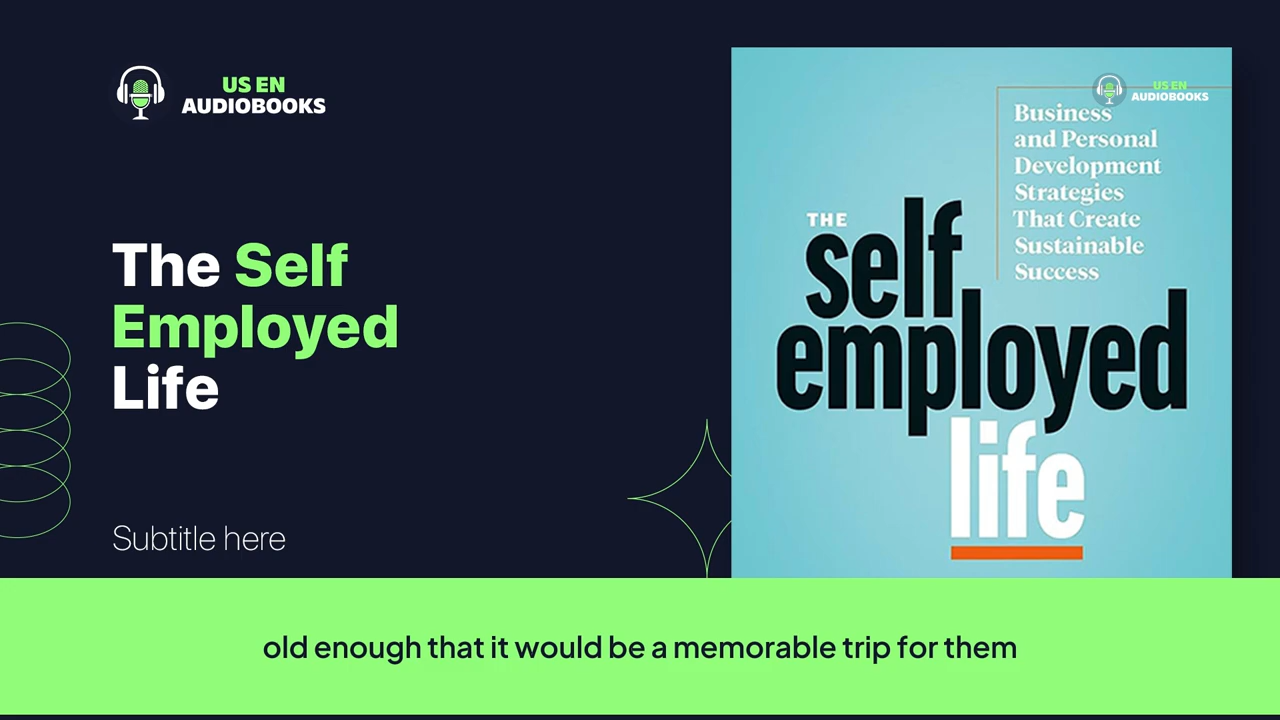 US EN
AUDIOBOOKS
The Self
Employed
Life
Subtitle here
US EN
AUDIOBOOKS
Business
and Personal
Development
Strategies
That Create
Sustainable
Success
THE
self
employed
life
old enough that it would be a memorable trip for them